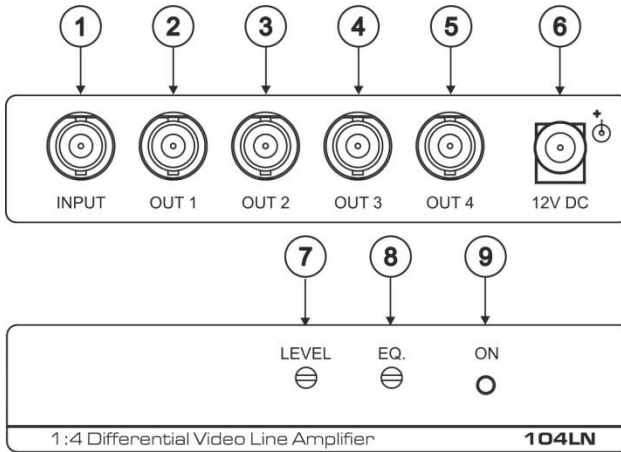 1 2 3 4 5 6
+
INPUT OUT 1 OUT 2 OUT 3 OUT 4 12V DC
7 8 9
LEVEL EQ. ON
1:4 Differential Video Line Amplifier 104LN